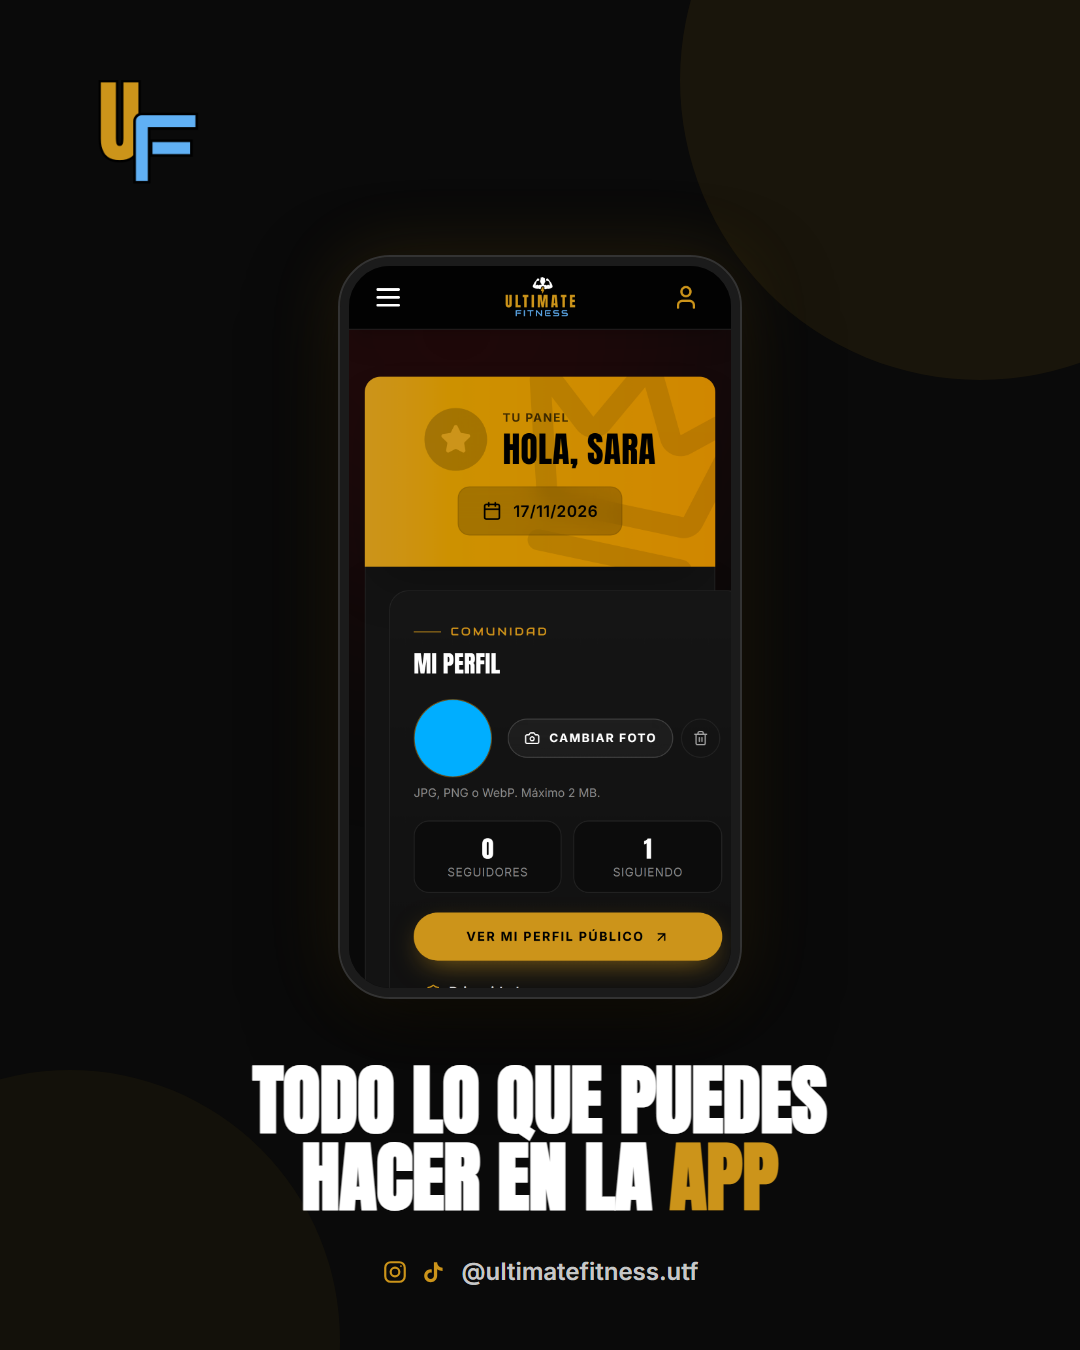 UF
ULTIMATE
FITNESS
TU PANEL
HOLA, SARA
17/11/2026
COMUNIDAD
MI PERFIL
CAMBIAR FOTO
JPG, PNG o WebP. Máximo 2 MB.
0
SEGUIDORES
1
SIGUIENDO
VER MI PERFIL PÚBLICO
TODO LO QUE PUEDES
HACER EN LA APP
@ultimatefitness.utf